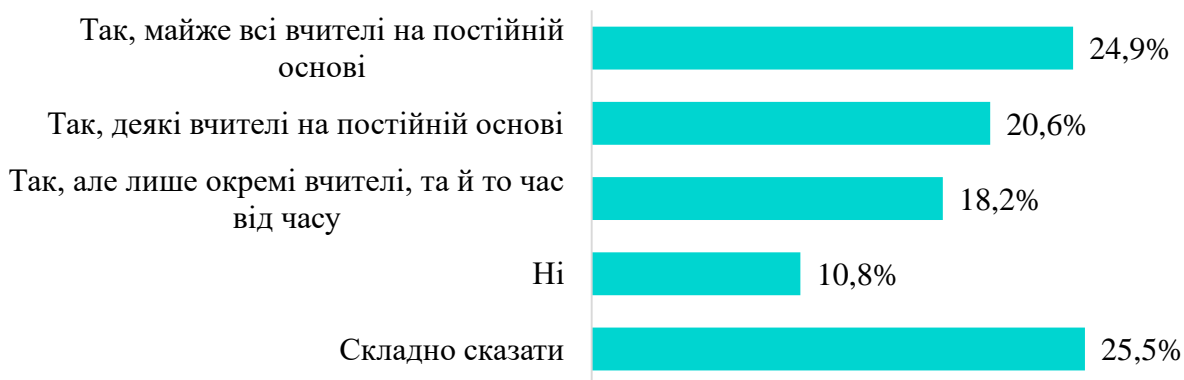 Так, майже всі вчителі на постійній
основі
24,9%
Так, деякі вчителі на постійній основі
20,6%
Так, але лише окремі вчителі, та й то час
від часу
18,2%
Ні
10,8%
Складно сказати
25,5%